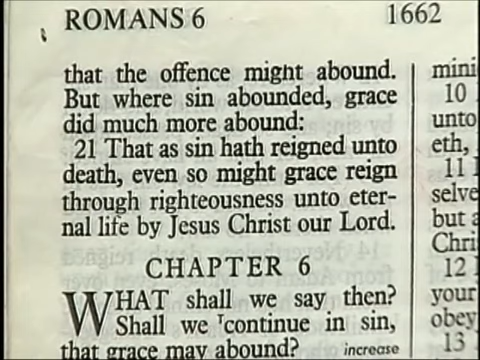 ROMANS 6 1662
that the offence might abound.
But where sin abounded, grace
did much more abound:
21 That as sin hath reigned unto
death, even so might grace reign
through righteousness unto eter-
nal life by Jesus Christ our Lord.
CHAPTER 6
WHAT shall we say then?
Shall we continue in sin,
that grace may abound? increase
mini
10
unto
eth,
11
selve
but a
Chri
12
your
obey
13